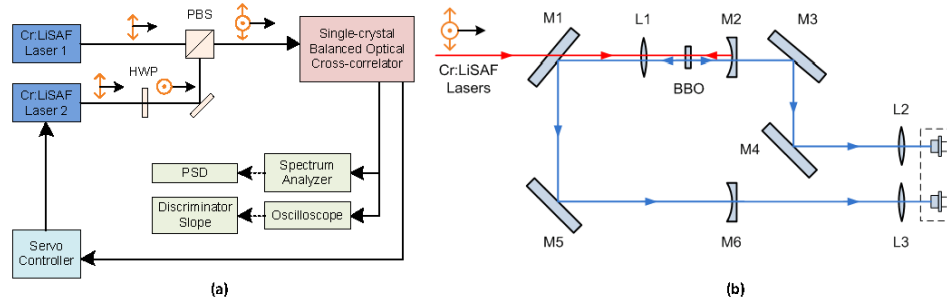 Cr:LiSAF
Laser 1
PBS
Single-crystal
Balanced Optical
Cross-correlator
HWP
Cr:LiSAF
Laser 2
PSD
Spectrum
Analyzer
Discriminator
Slope
Oscilloscope
Servo
Controller
(a)
M1
L1
M2
M3
Cr:LiSAF
Lasers
BBO
L2
M4
M5
M6
L3
(b)